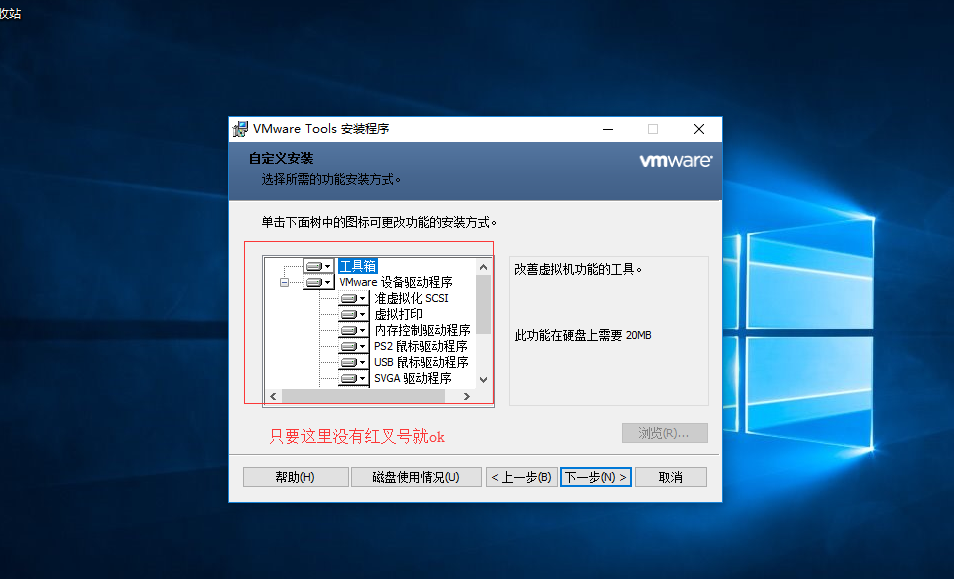 收站
VMware Tools 安装程序
自定义安装
选择所需的功能安装方式。
vmware®
单击下面树中的图标可更改功能的安装方式。
工具箱
VMware 设备驱动程序
准虚拟化 SCSI
虚拟打印
内存控制驱动程序
PS2 鼠标驱动程序
USB 鼠标驱动程序
SVGA 驱动程序
改善虚拟机功能的工具。
此功能在硬盘上需要 20MB
只要这里没有红叉号就ok
浏览(R)...
帮助(H)
磁盘使用情况(U)
< 上一步(B)
下一步(N) >
取消